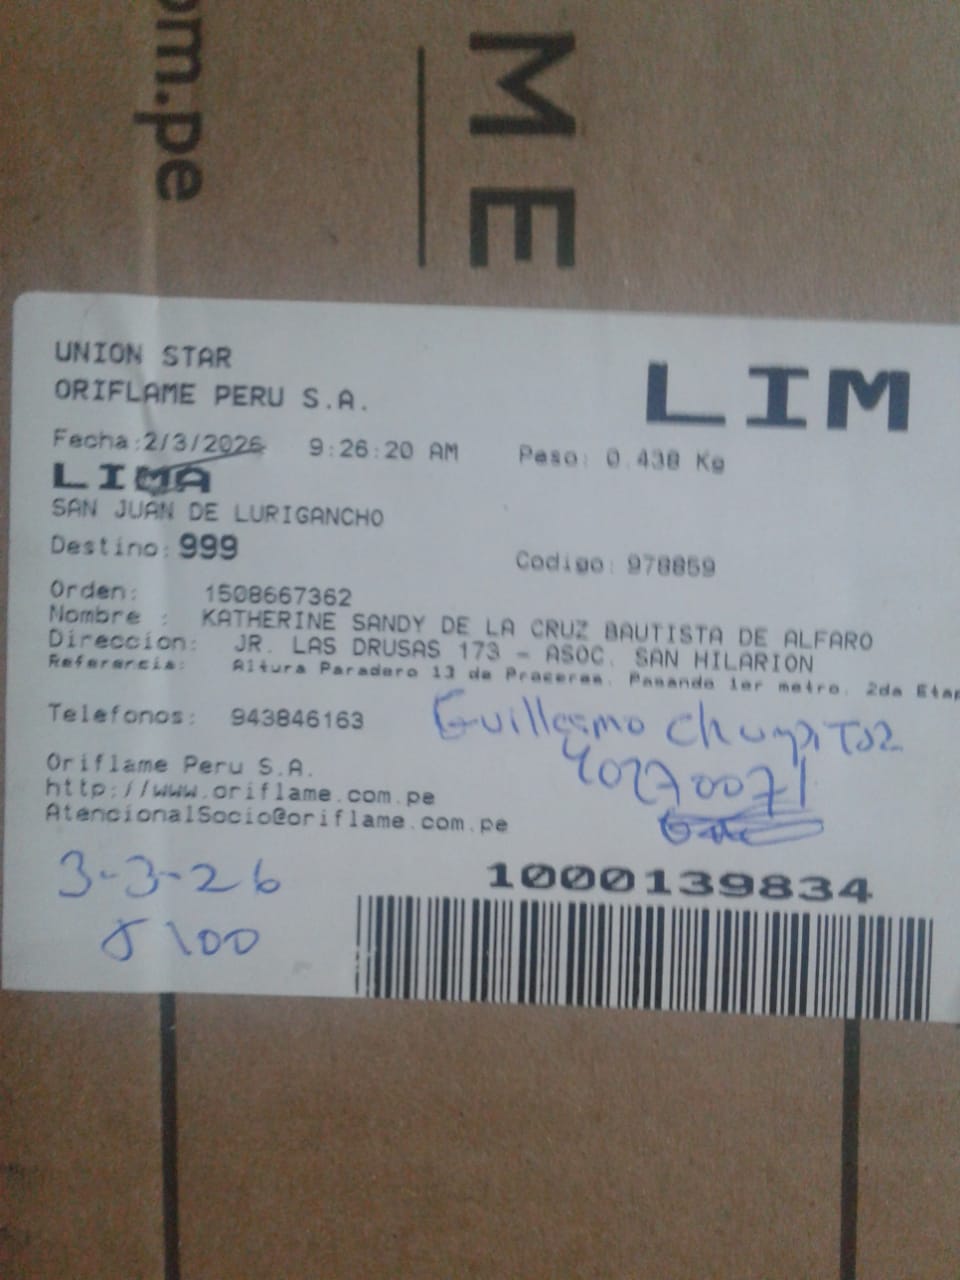 om.pe
ME
UNION STAR
ORIFLAME PERU S.A.
LIM
Fecha:2/3/2026 9:26:20 AM Peso: 0.430 Kg
LIMA
SAN JUAN DE LURIGANCHO
Destino: 999 Codigo: 978859
Orden: 1508667362
Nombre : KATHERINE SANDY DE LA CRUZ BAUTISTA DE ALFARO
Direccion: JR. LAS DRUSAS 173 - ASOC. SAN HILARION
Referencia: Altura Paradero 13 de Proceres. Pasando 1er metro. 2da Etap
Telefonos: 943846163
Guillermo
40270071
Oriflame Peru S.A.
http://www.oriflame.com.pe
AtencionalSocio@oriflame.com.pe
3-3-26
1000139834